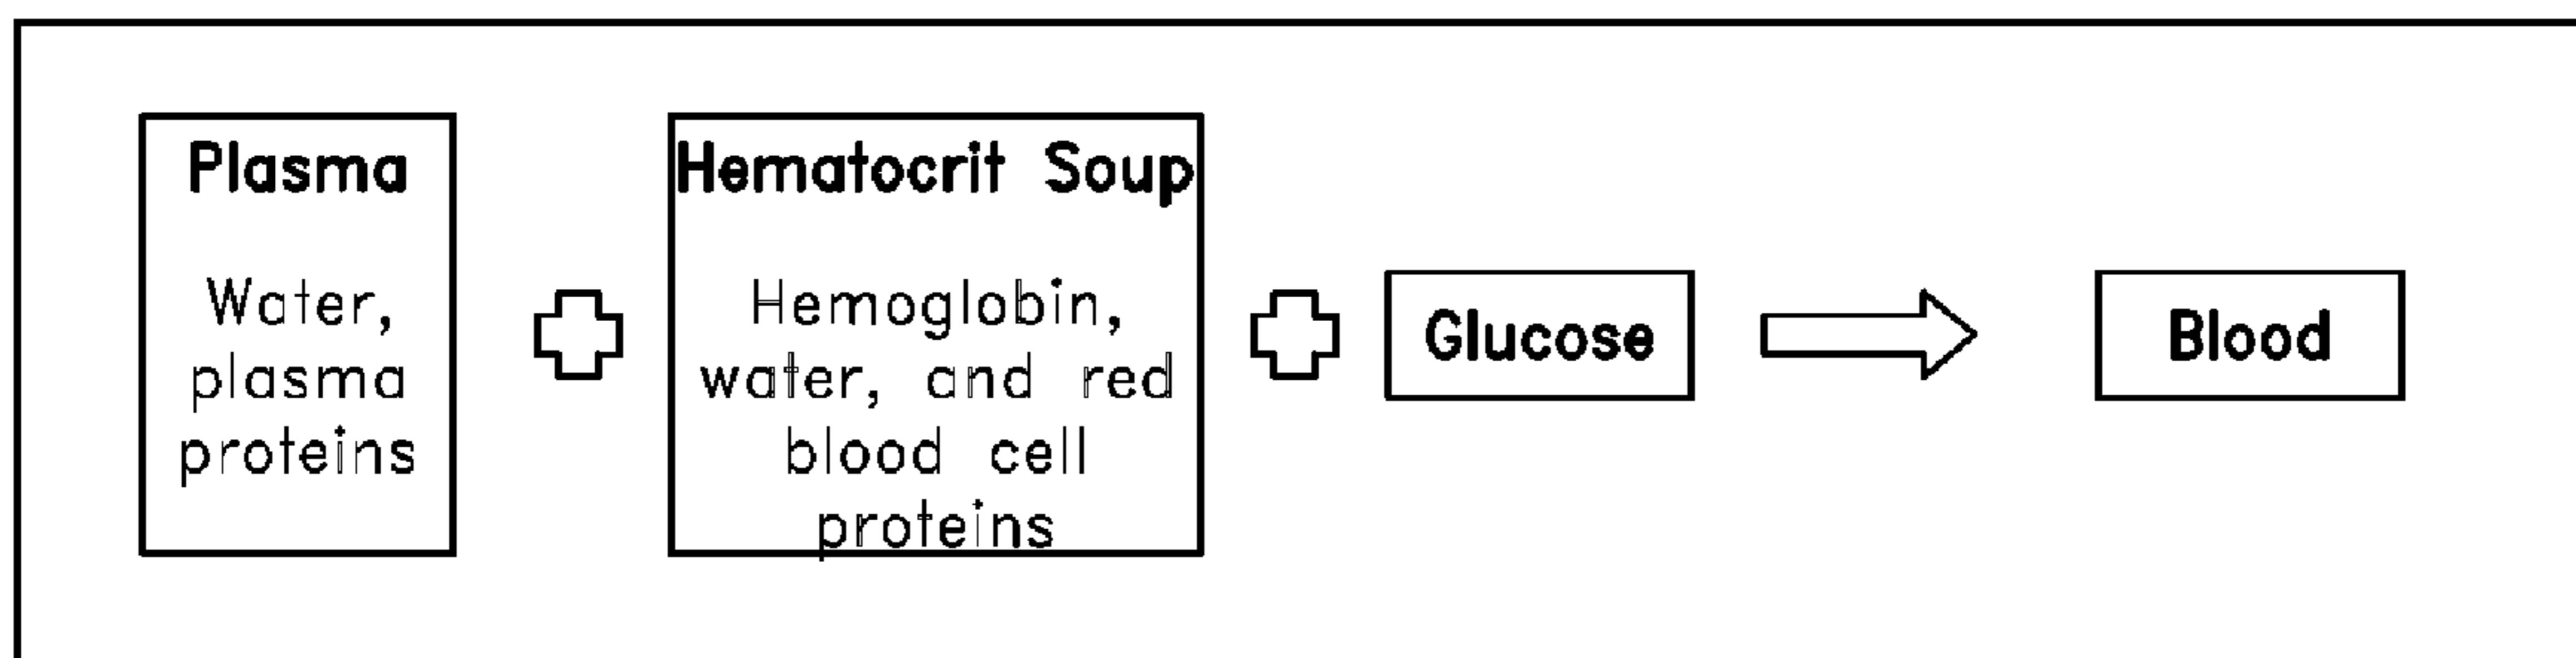 Plasma
Water,
plasma
proteins
Hematocrit Soup
Hemoglobin,
water, and red
blood cell
proteins
Glucose
Blood